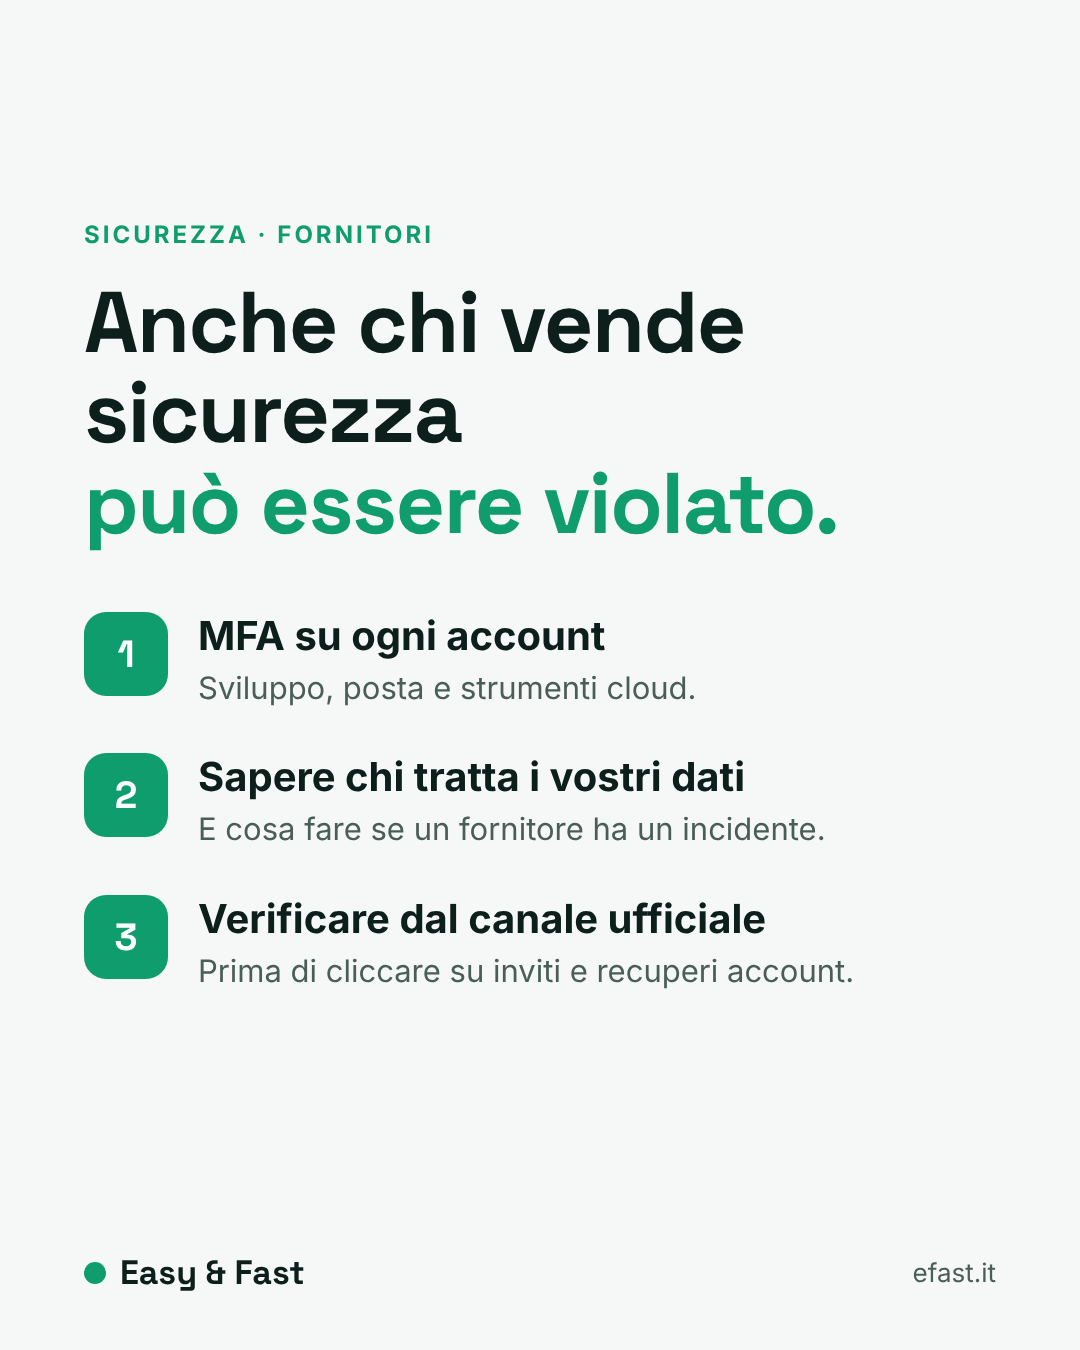 SICUREZZA · FORNITORI
Anche chi vende
sicurezza
può essere violato.
1
MFA su ogni account
Sviluppo, posta e strumenti cloud.
2
Sapere chi tratta i vostri dati
E cosa fare se un fornitore ha un incidente.
3
Verificare dal canale ufficiale
Prima di cliccare su inviti e recuperi account.
Easy & Fast
efast.it